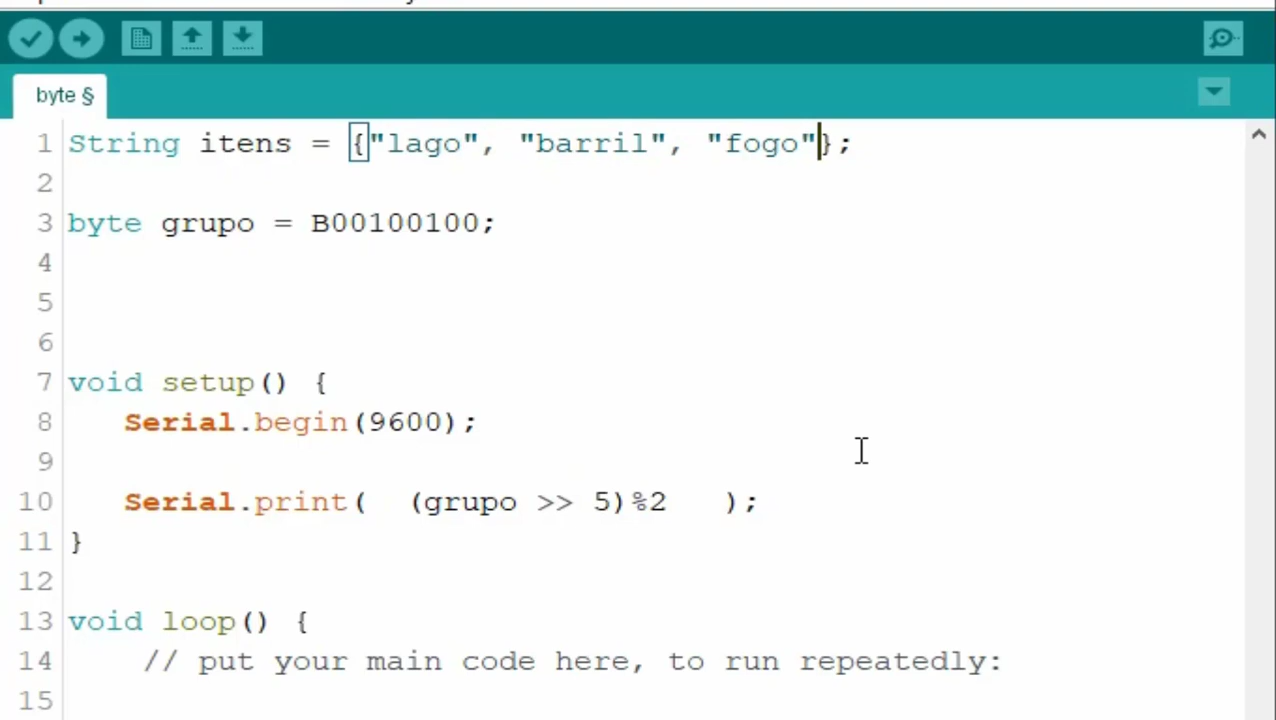 byte §
1 String itens = {"lago", "barril", "fogo"};
2
3 byte grupo = B00100100;
4
5
6
7 void setup() {
8 Serial.begin(9600);
9
10 Serial.print(  (grupo >> 5)%2   );
11 }
12
13 void loop() {
14 // put your main code here, to run repeatedly:
15